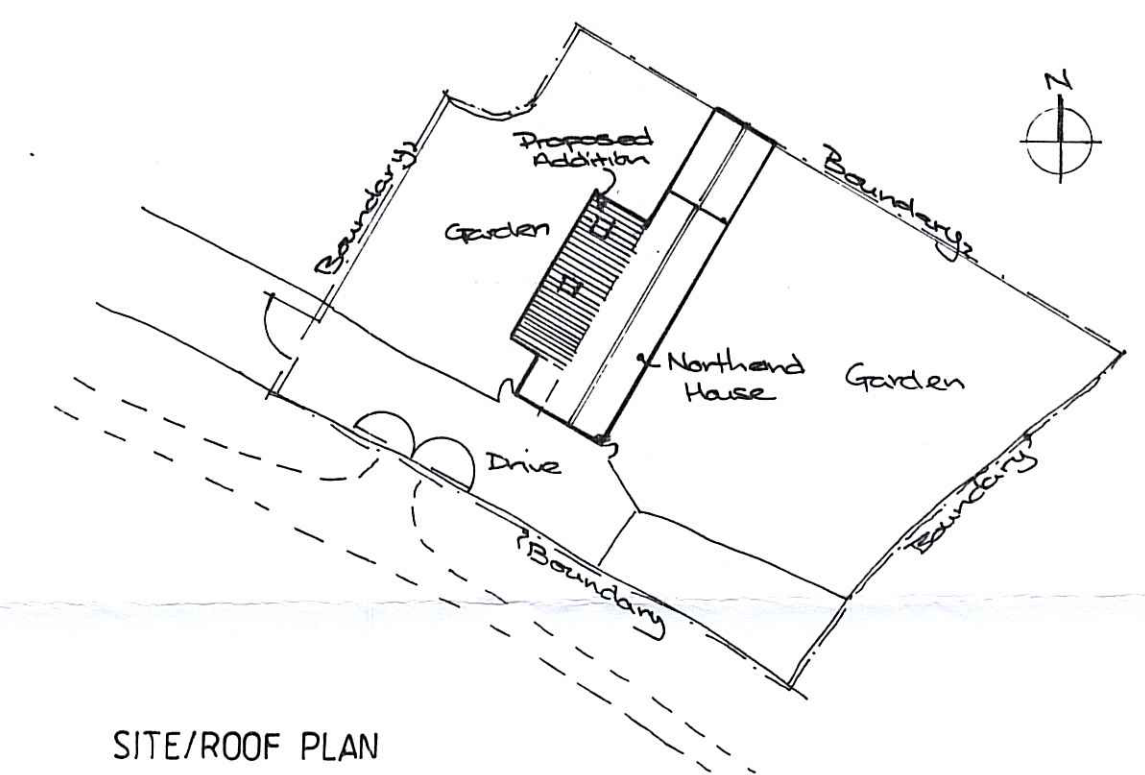 N
Proposed
Addition
Boundary
Boundary
Garden
Northend
House
Garden
Drive
Boundary
Boundary
SITE/ROOF PLAN